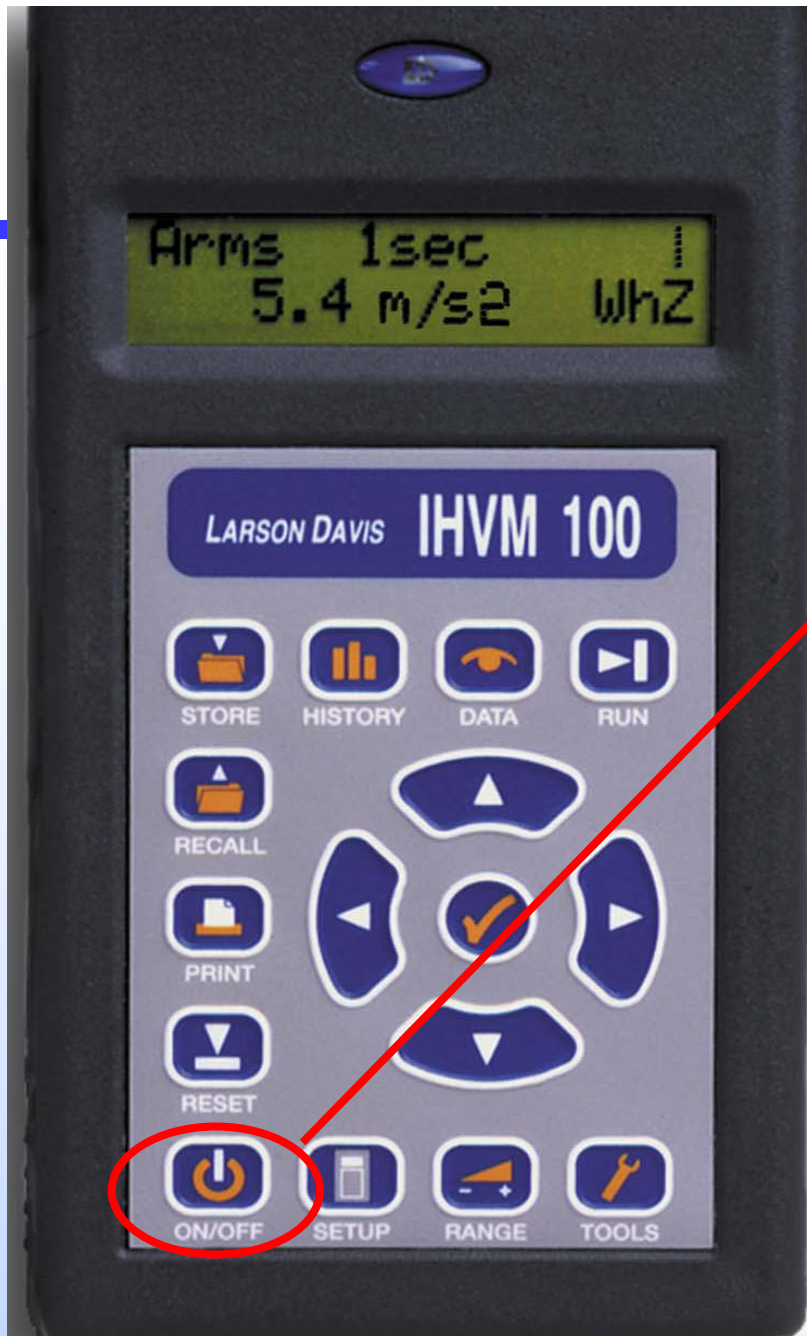 Arms 1sec
5.4 m/s2 WhZ
LARSON DAVIS IHVM 100
STORE HISTORY DATA RUN
RECALL
PRINT
RESET
ON/OFF SETUP RANGE TOOLS